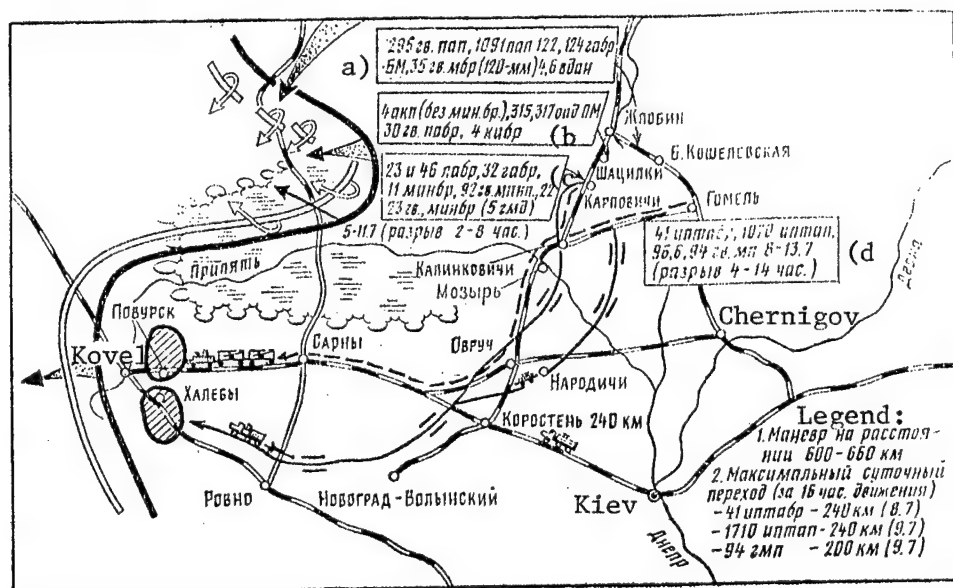 a)
295 гв. пап, 1091 пап 122, 124 габр
БМ, 35 гв. мбр (120-мм) 4,6 вдан
4 акп (без мин. бр.), 315, 317 оад ПМ
30 гв. пабр, 4 кибр
(b
23 и 46 пабр, 32 габр,
11 минбр, 92 гв. мпнп., 22
23 гв., минбр (5 гмд)
(c
5-11.7 (разрыв 2-8 час.)
Жлобин
Б. Кошелевская
Шацилки
Карповичи
Гомель
41 иптабр, 1070 иптап,
96, 6, 94 гв. мп 8-13.7
(разрыв 4-14 час.)
(d
Припять
Калинковичи
Мозырь
Десна
Повурск
Kovel
Сарны
Овруч
Chernigov
Халебы
Народичи
Коростень 240 км
Ровно
Новоград-Волынский
Kiev
Днепр
Legend:
1. Маневр на расстоя-
нии 600-660 км
2. Максимальный суточный
переход (за 16 час. движения)
-41 иптабр -240 км (8.7)
-1710 иптап -240 км (9.7)
-94 гмп -200 км (9.7)